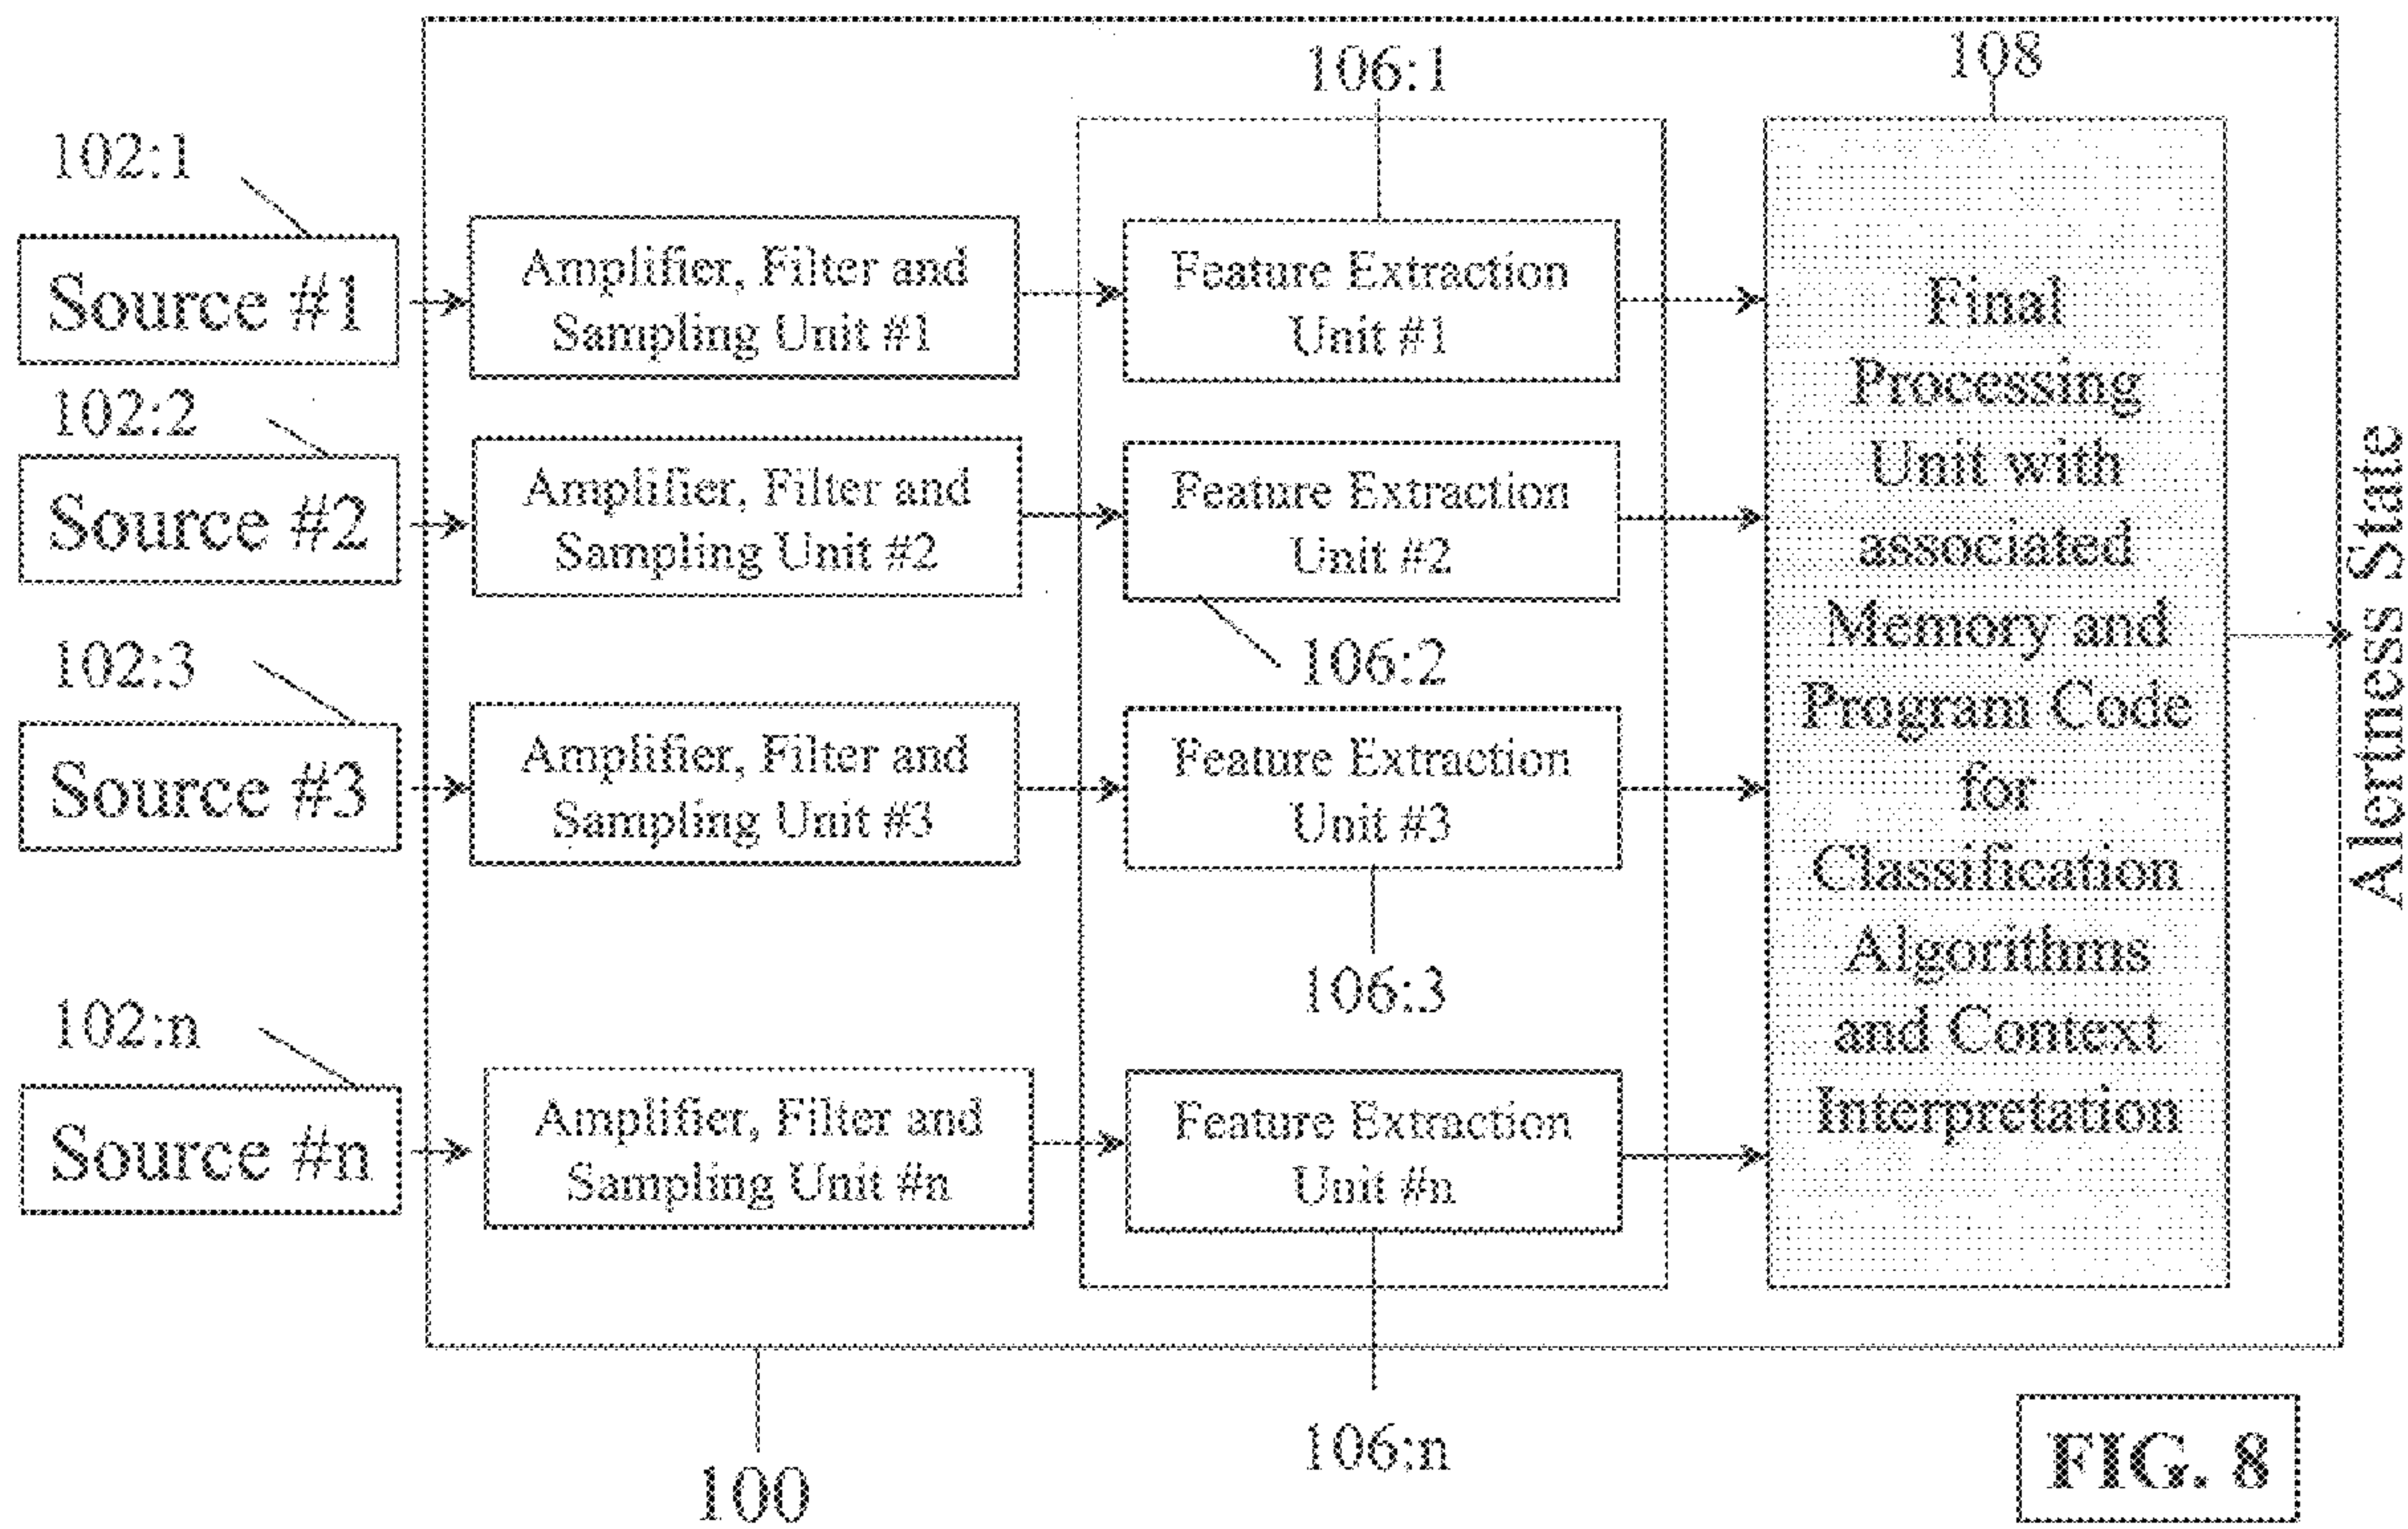 106:1
108
102:1
Source #1
Amplifier, Filter and
Sampling Unit #1
Feature Extraction
Unit #1
102:2
Source #2
Amplifier, Filter and
Sampling Unit #2
Feature Extraction
Unit #2
106:2
102:3
Source #3
Amplifier, Filter and
Sampling Unit #3
Feature Extraction
Unit #3
106:3
102:n
Source #n
Amplifier, Filter and
Sampling Unit #n
Feature Extraction
Unit #n
106:n
Final
Processing
Unit with
associated
Memory and
Program Code
for
Classification
Algorithms
and Context
Interpretation
Alertness State
100
FIG. 8